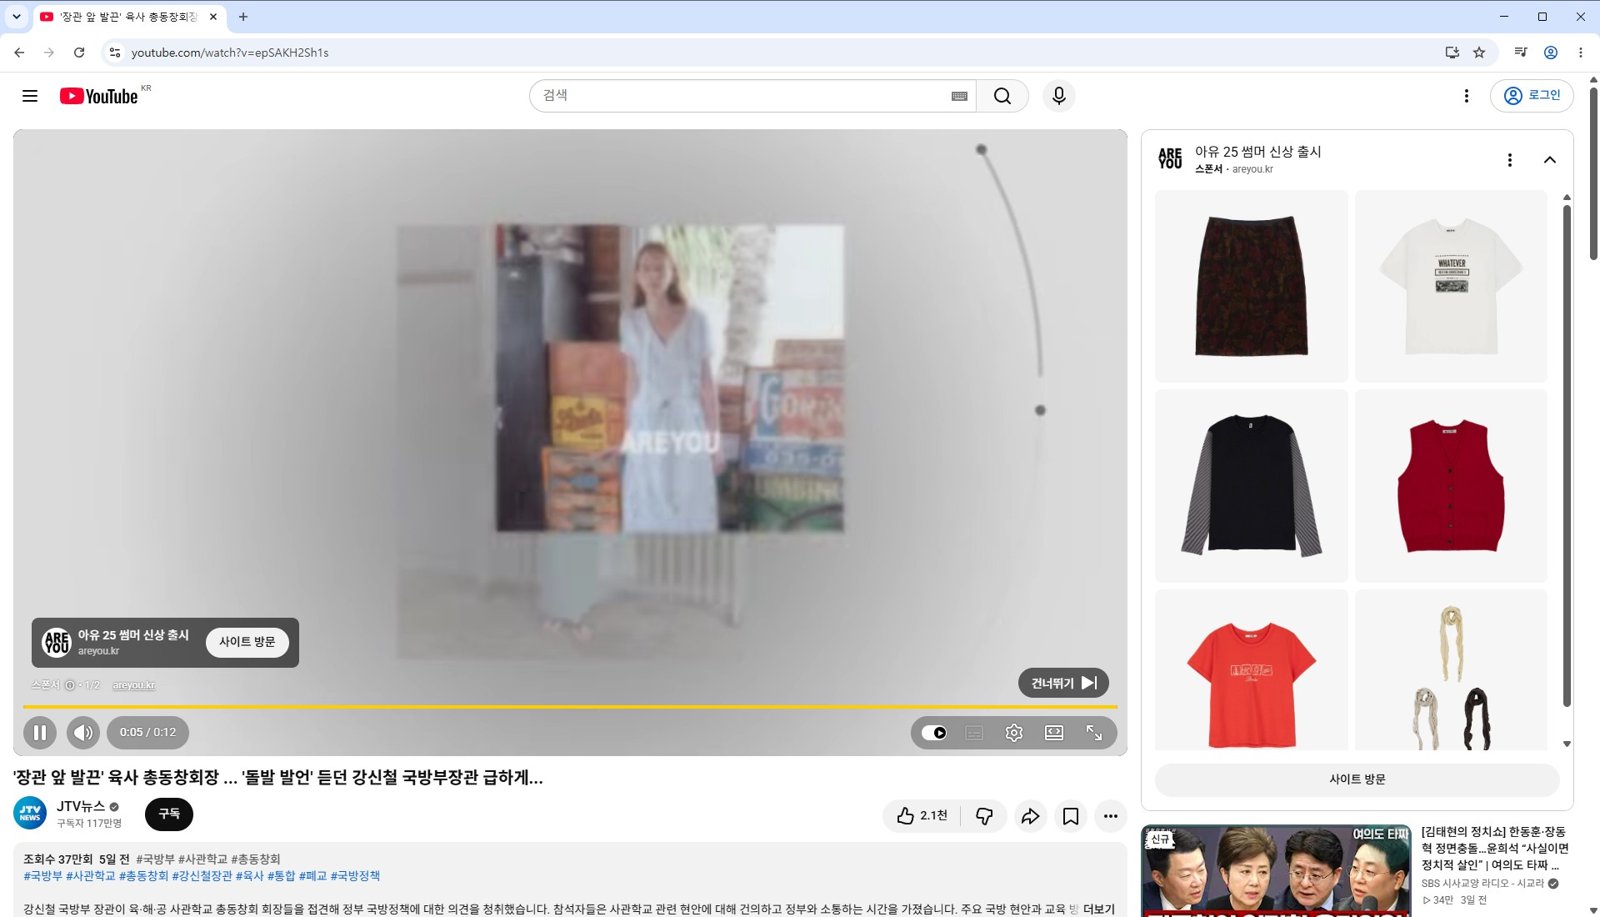 '장관 앞 발끈' 육사 총동창회장
youtube.com/watch?v=epSAKH2Sh1s
YouTube KR
검색
로그인
AREYOU
ARE YOU
아유 25 썸머 신상 출시
areyou.kr
사이트 방문
스폰서 · 1/2 areyou.kr
건너뛰기
0:05 / 0:12
'장관 앞 발끈' 육사 총동창회장 ... '돌발 발언' 듣던 강신철 국방부장관 급하게...
JTV NEWS
JTV뉴스
구독자 117만명
구독
2.1천
조회수 37만회 5일 전 #국방부 #사관학교 #총동창회
#국방부 #사관학교 #총동창회 #강신철장관 #육사 #통합 #폐교 #국방정책
강신철 국방부 장관이 육·해·공 사관학교 총동창회 회장들을 접견해 정부 국방정책에 대한 의견을 청취했습니다. 참석자들은 사관학교 관련 현안에 대해 건의하고 정부와 소통하는 시간을 가졌습니다. 주요 국방 현안과 교육 방 더보기
ARE YOU
아유 25 썸머 신상 출시
스폰서 · areyou.kr
WHATEVER
사이트 방문
신규
여의도 타짜
[김태현의 정치쇼] 한동훈·장동
혁 정면충돌...윤희석 “사실이면
정치적 살인” | 여의도 타짜 ...
SBS 시사교양 라디오 - 시교라
34만 3일 전